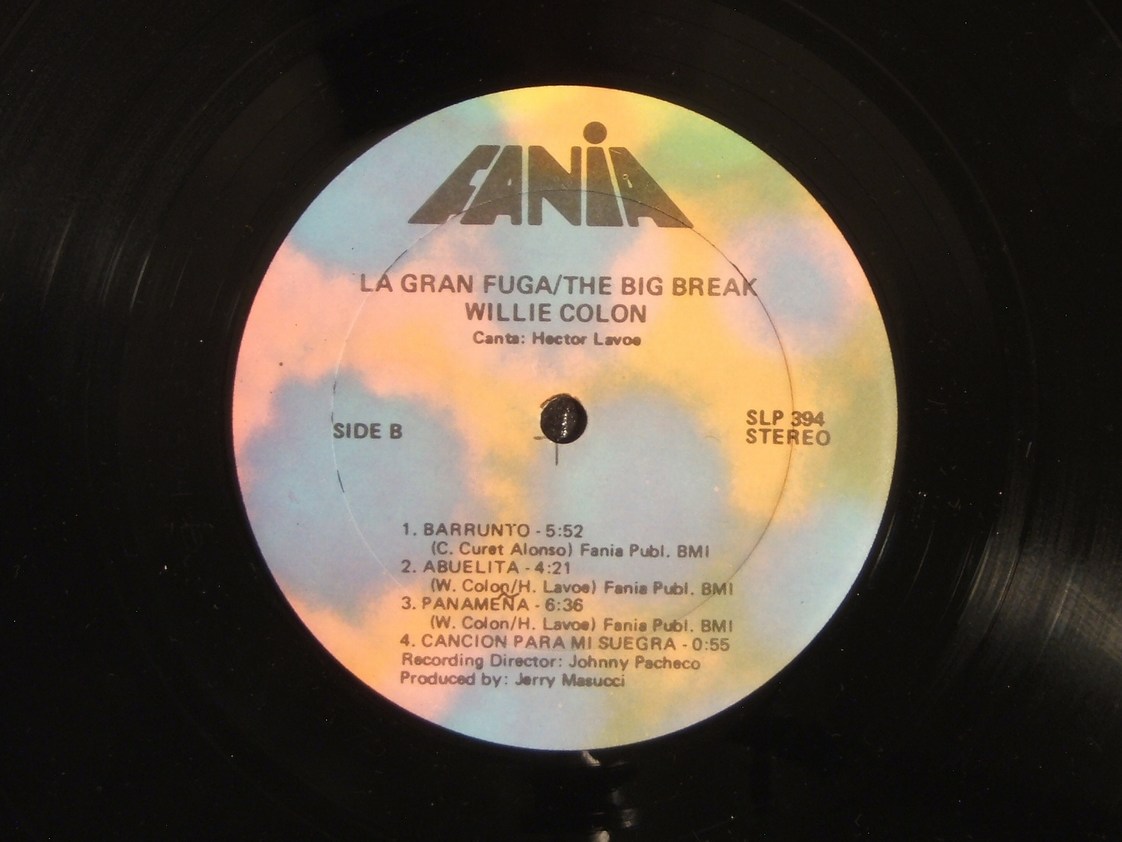 FANiA
LA GRAN FUGA/THE BIG BREAK
WILLIE COLON
Canta: Hector Lavoe
SIDE B
SLP 394
STEREO
1. BARRUNTO - 5:52
(C. Curet Alonso) Fania Publ. BMI
2. ABUELITA - 4:21
(W. Colon/H. Lavoe) Fania Publ. BMI
3. PANAMEÑA - 6:36
(W. Colon/H. Lavoe) Fania Publ. BMI
4. CANCION PARA MI SUEGRA - 0:55
Recording Director: Johnny Pacheco
Produced by: Jerry Masucci